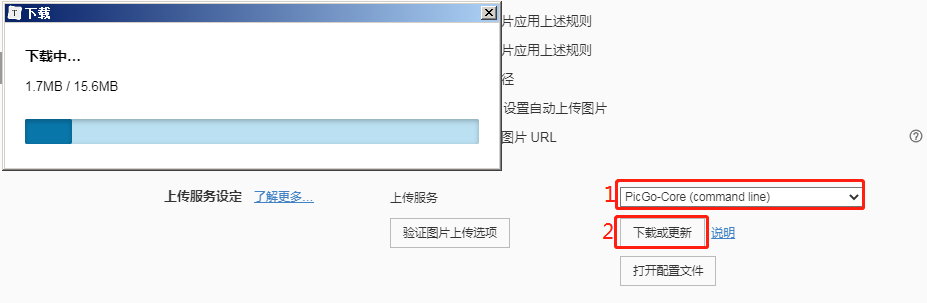 T 下载
下载中...
1.7MB / 15.6MB
片应用上述规则
片应用上述规则
径
设置自动上传图片
图片 URL
?
上传服务设定 了解更多... 上传服务 1 PicGo-Core (command line)
验证图片上传选项 2 下载或更新 说明
打开配置文件